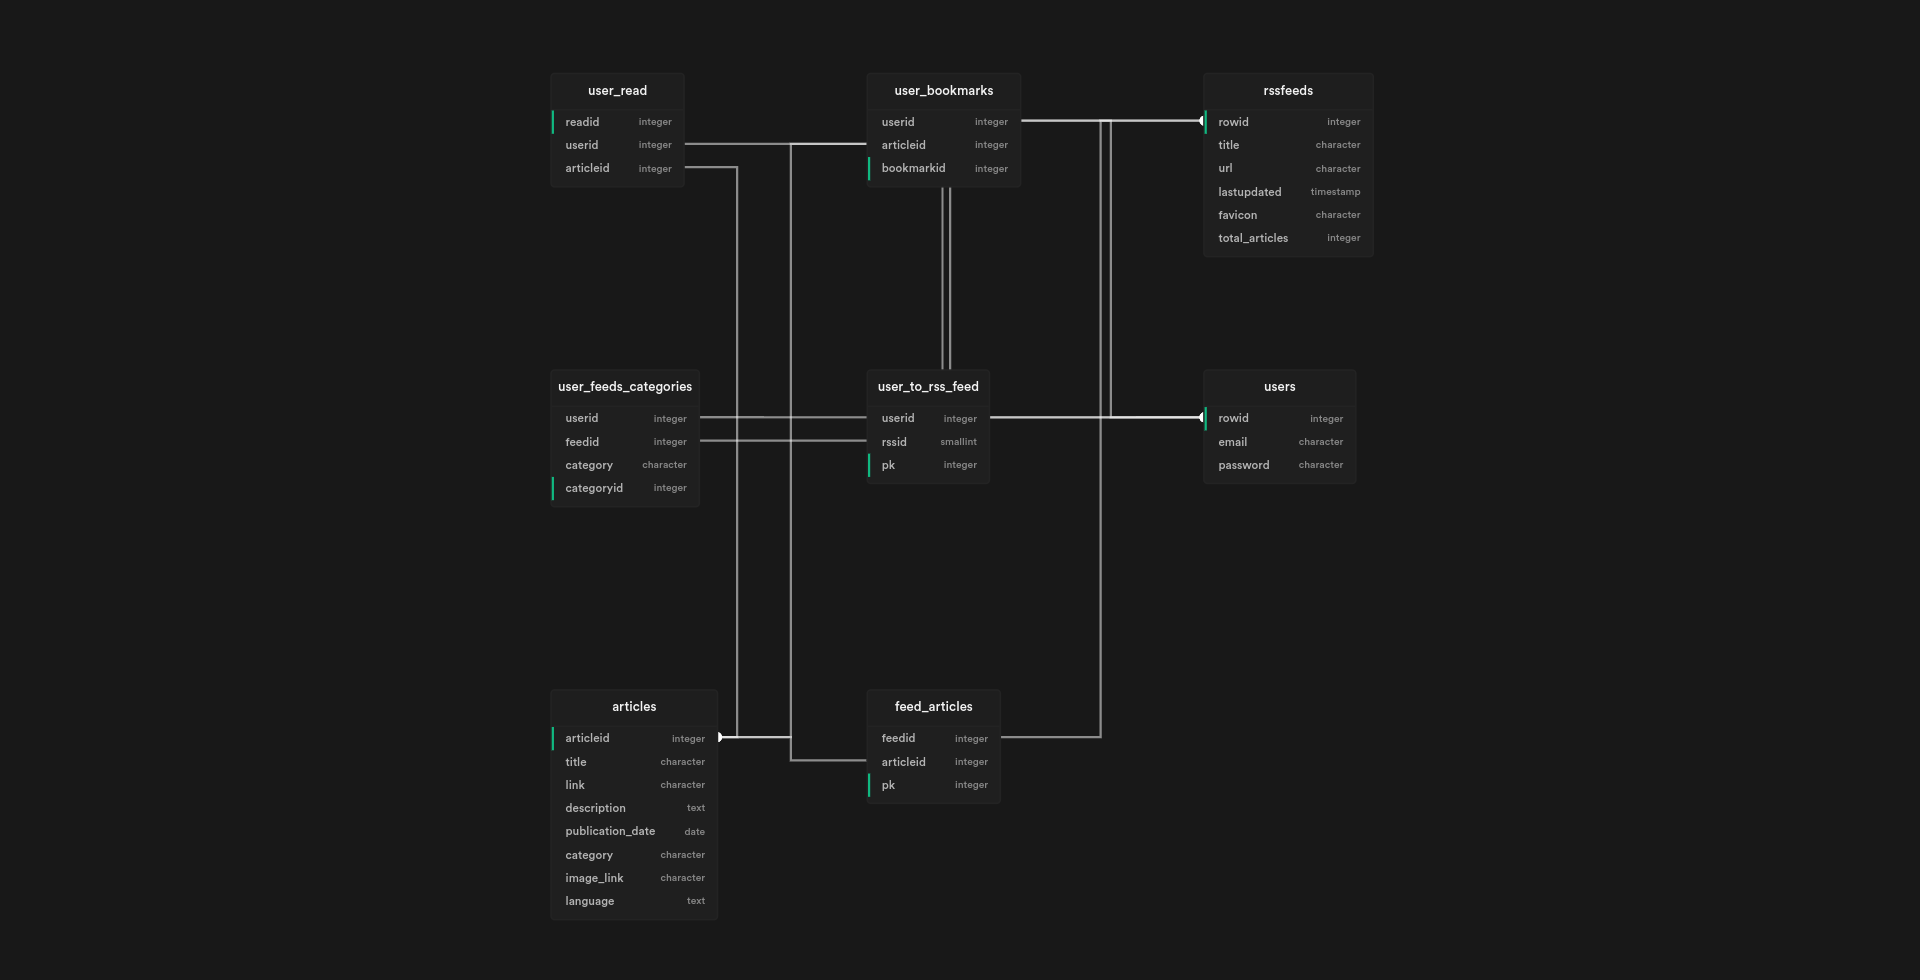 user_read
readid integer
userid integer
articleid integer
user_bookmarks
userid integer
articleid integer
bookmarkid integer
rssfeeds
rowid integer
title character
url character
lastupdated timestamp
favicon character
total_articles integer
user_feeds_categories
userid integer
feedid integer
category character
categoryid integer
user_to_rss_feed
userid integer
rssid smallint
pk integer
users
rowid integer
email character
password character
articles
articleid integer
title character
link character
description text
publication_date date
category character
image_link character
language text
feed_articles
feedid integer
articleid integer
pk integer